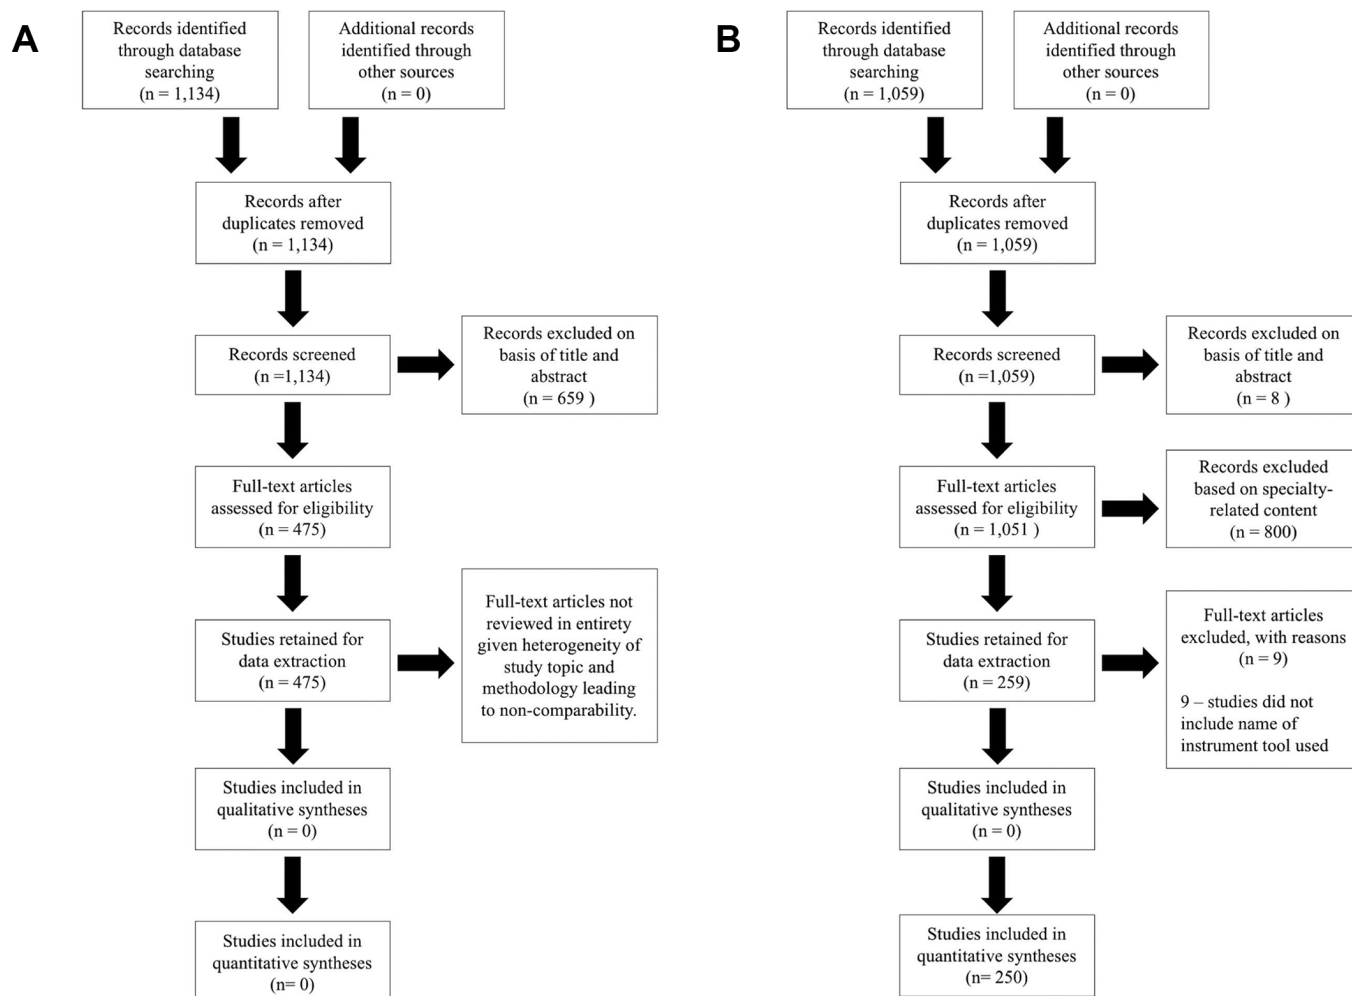 A
Records identified
through database
searching
(n = 1,134)
Additional records
identified through
other sources
(n = 0)
Records after
duplicates removed
(n = 1,134)
Records screened
(n =1,134)
Records excluded on
basis of title and
abstract
(n = 659 )
Full-text articles
assessed for eligibility
(n = 475)
Studies retained for
data extraction
(n = 475)
Full-text articles not
reviewed in entirety
given heterogeneity of
study topic and
methodology leading
to non-comparability.
Studies included in
qualitative syntheses
(n = 0)
Studies included in
quantitative syntheses
(n= 0)
B
Records identified
through database
searching
(n = 1,059)
Additional records
identified through
other sources
(n = 0)
Records after
duplicates removed
(n = 1,059)
Records screened
(n =1,059)
Records excluded on
basis of title and
abstract
(n = 8 )
Full-text articles
assessed for eligibility
(n = 1,051 )
Records excluded
based on specialty-
related content
(n = 800)
Studies retained for
data extraction
(n = 259)
Full-text articles
excluded, with reasons
(n = 9)
9 – studies did not
include name of
instrument tool used
Studies included in
qualitative syntheses
(n = 0)
Studies included in
quantitative syntheses
(n= 250)